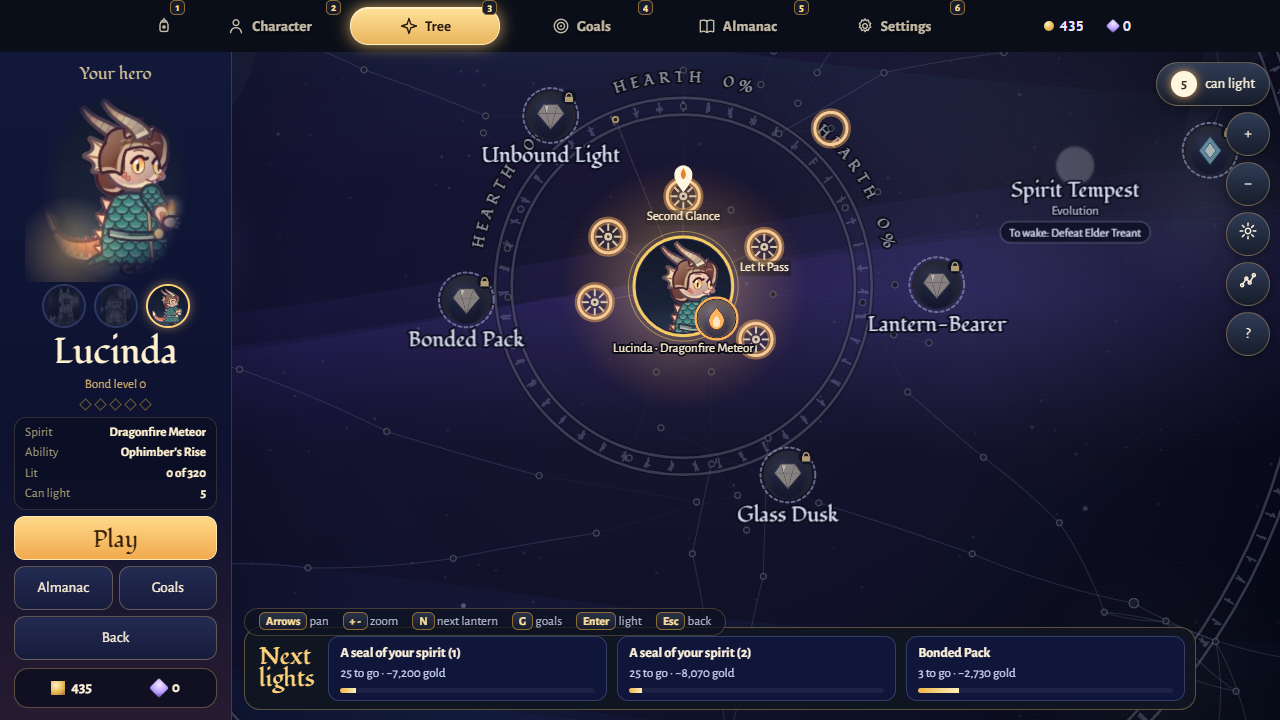 1
Character 2
Tree 3
Goals 4
Almanac 5
Settings 6
435 0
Your hero
Lucinda
Bond level 0
Spirit Dragonfire Meteor
Ability Ophimber's Rise
Lit 0 of 320
Can light 5
Play
Almanac Goals
Back
435 0
HEARTH 0%
HEARTH 0%
HEARTH
Unbound Light
Second Glance
Let It Pass
Bonded Pack
Lucinda · Dragonfire Meteor
Lantern-Bearer
Glass Dusk
Spirit Tempest
Evolution
To wake: Defeat Elder Treant
5 can light
+
−
?
Arrows pan +- zoom N next lantern G goals Enter light Esc back
Next lights
A seal of your spirit (1)
25 to go · ~7,200 gold
A seal of your spirit (2)
25 to go · ~8,070 gold
Bonded Pack
3 to go · ~2,730 gold